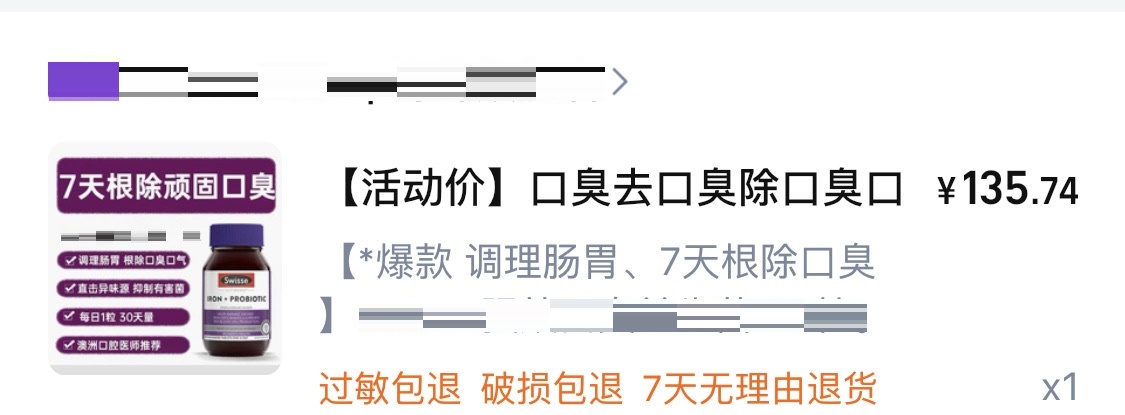 【活动价】口臭去口臭除口臭口
¥135.74
7天根除顽固口臭
调理肠胃 根除口臭口气
直击异味源 抑制有害菌
每日1粒 30天量
澳洲口腔医师推荐
Swisse
IRON + PROBIOTIC
【*爆款 调理肠胃、7天根除口臭
】
过敏包退 破损包退 7天无理由退货
x1